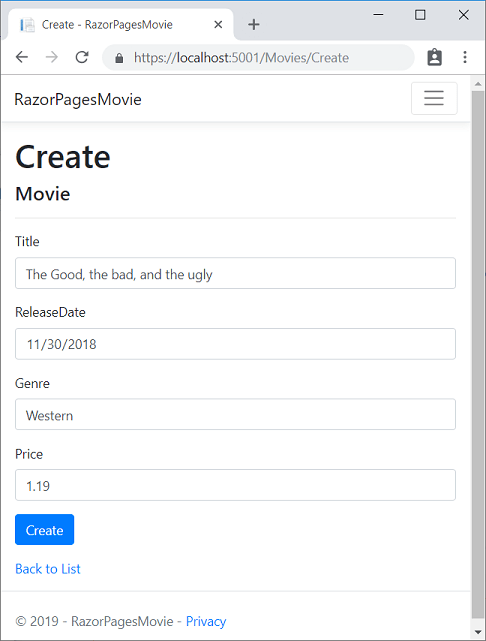 Create - RazorPagesMovie
https://localhost:5001/Movies/Create
RazorPagesMovie
Create
Movie
Title
The Good, the bad, and the ugly
ReleaseDate
11/30/2018
Genre
Western
Price
1.19
Create
Back to List
© 2019 - RazorPagesMovie - Privacy